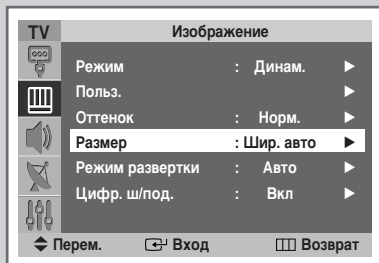 TV Изображение
Режим : Динам. ►
Польз. ►
Оттенок : Норм. ►
Размер : Шир. авто ►
Режим развертки : Авто ►
Цифр. ш/под. : Вкл ►
Перем. Вход Возврат